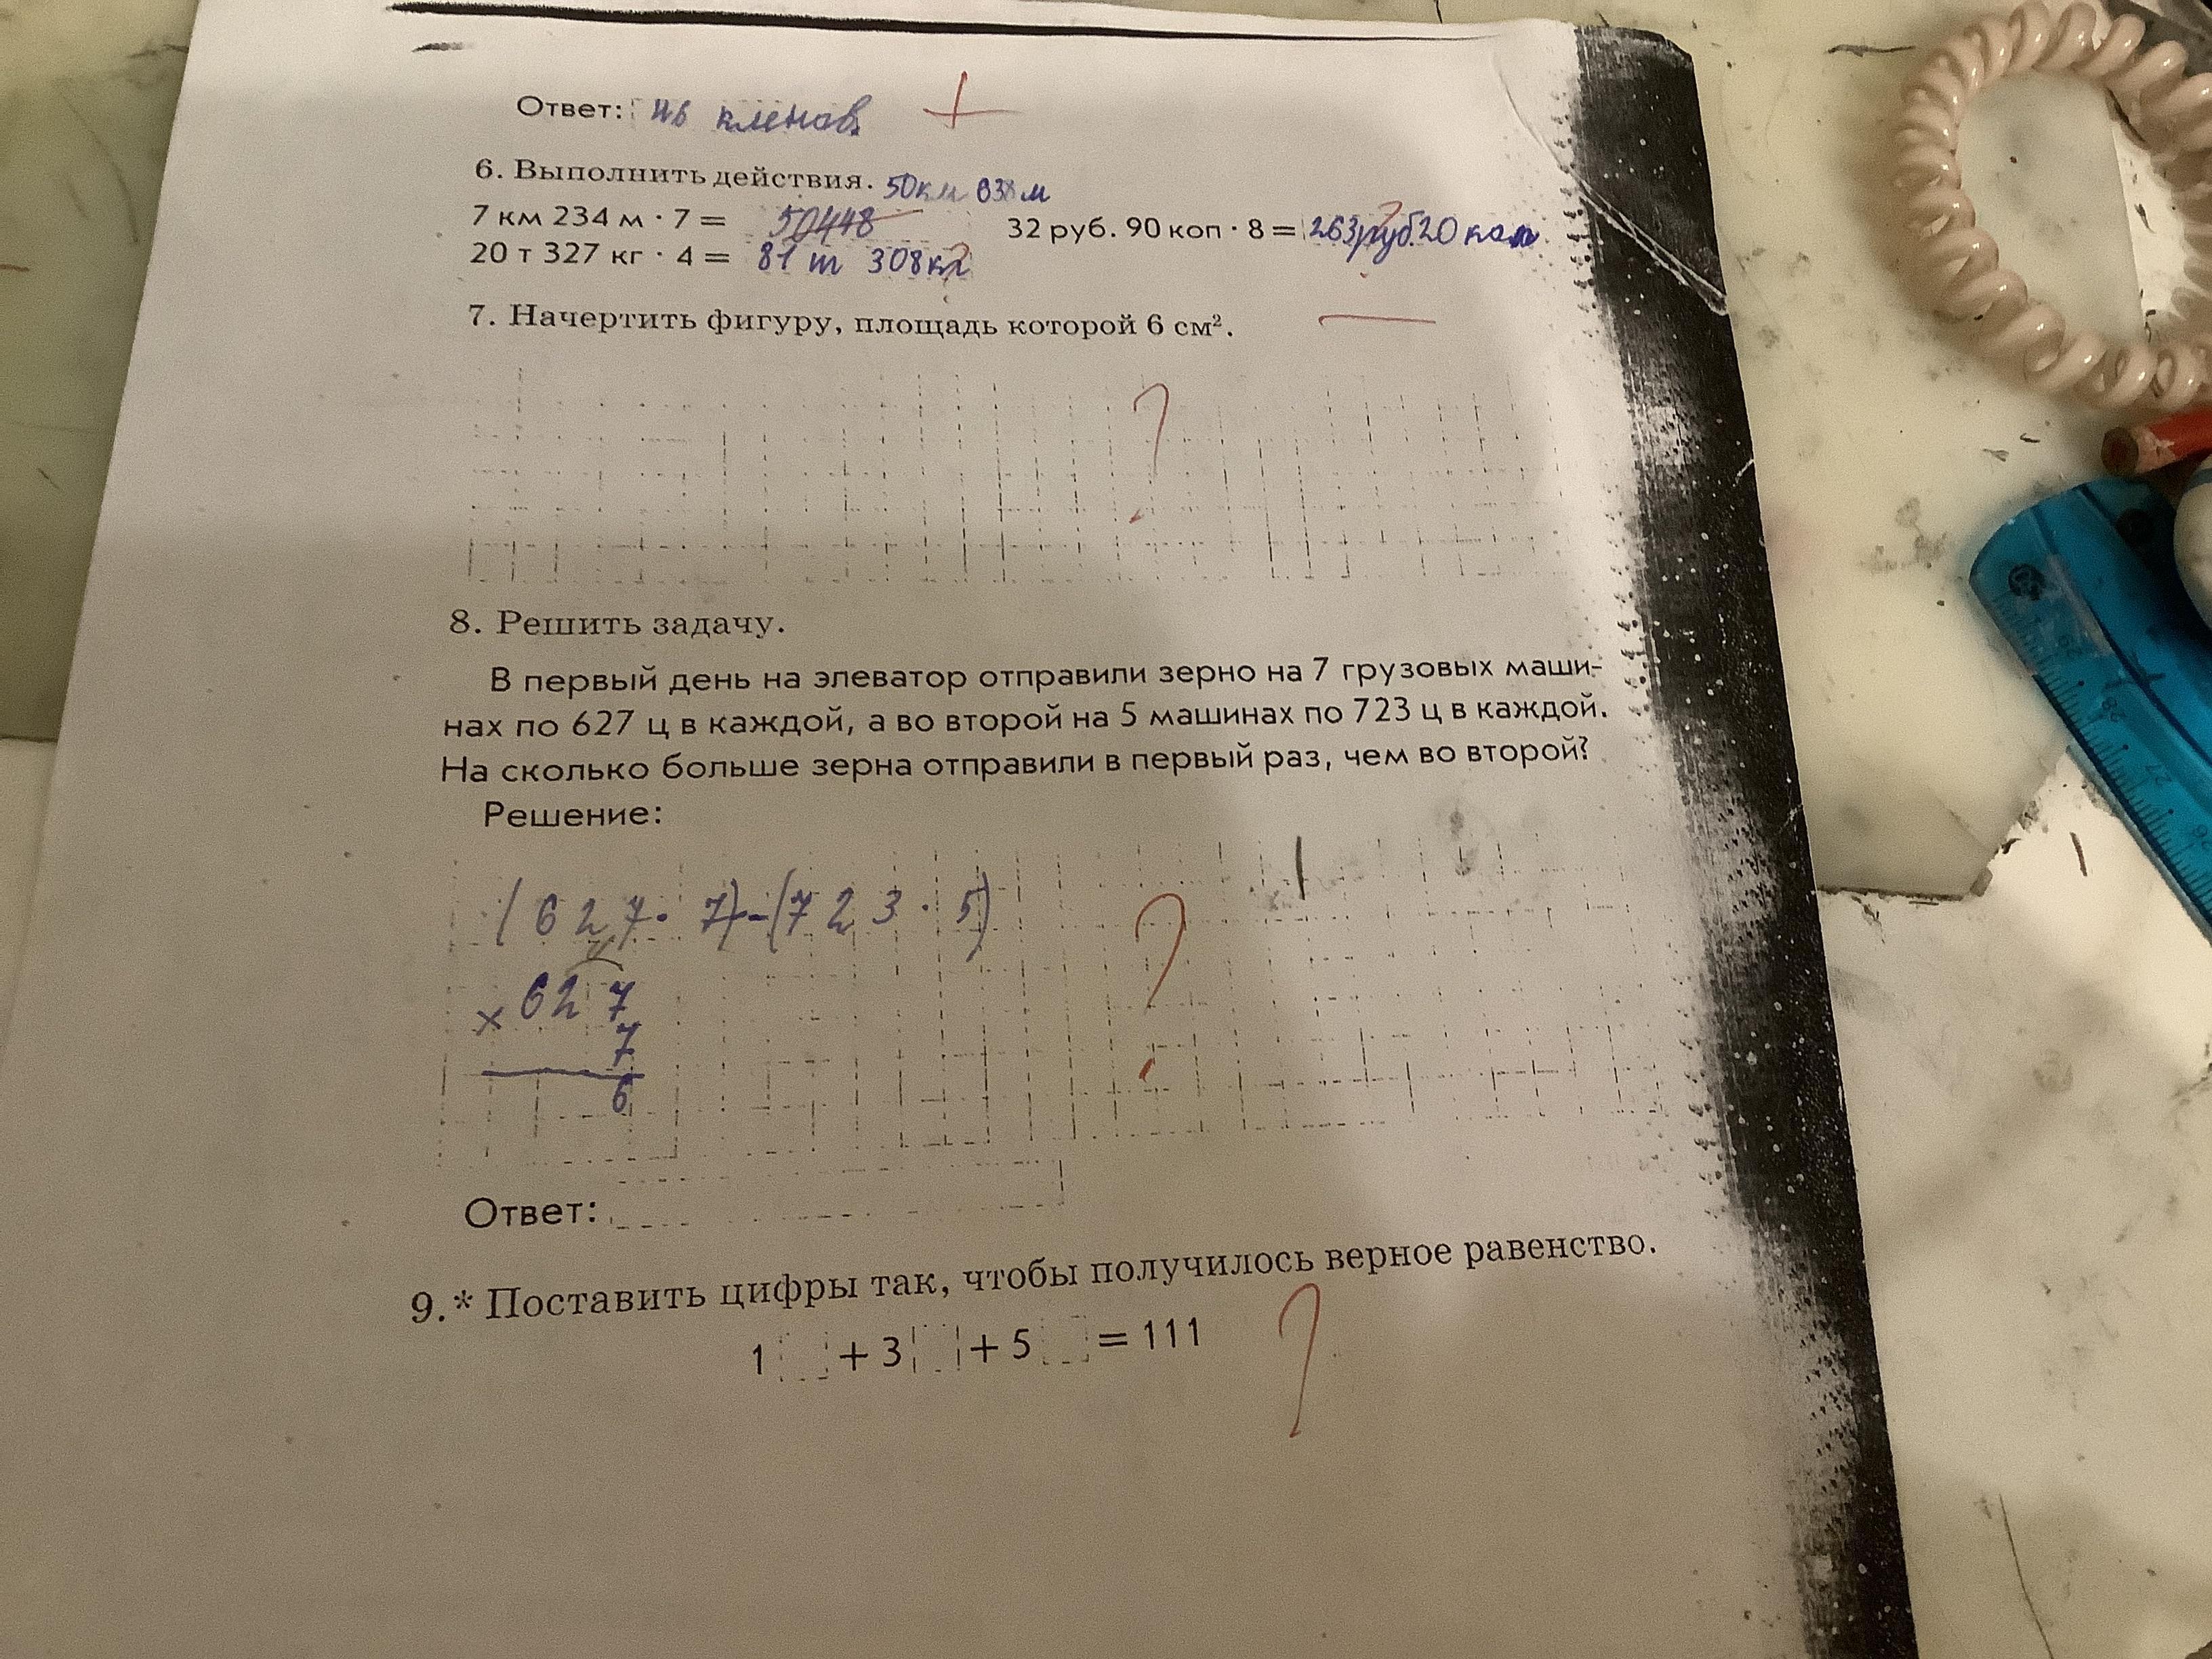 Ответ: 46 кленов.
6. Выполнить действия. 50км 638 м
7 км 234 м · 7 = 50448
32 руб. 90 коп · 8 = 263руб.20 коп
20 т 327 кг · 4 = 81 т 308кг
7. Начертить фигуру, площадь которой 6 см².
?
8. Решить задачу.
В первый день на элеватор отправили зерно на 7 грузовых маши-
нах по 627 ц в каждой, а во второй на 5 машинах по 723 ц в каждой.
На сколько больше зерна отправили в первый раз, чем во второй?
Решение:
(627· 7)-(723 · 5)
?
× 627
7
6
Ответ:
9.* Поставить цифры так, чтобы получилось верное равенство.
1 + 3 + 5 = 111 ?